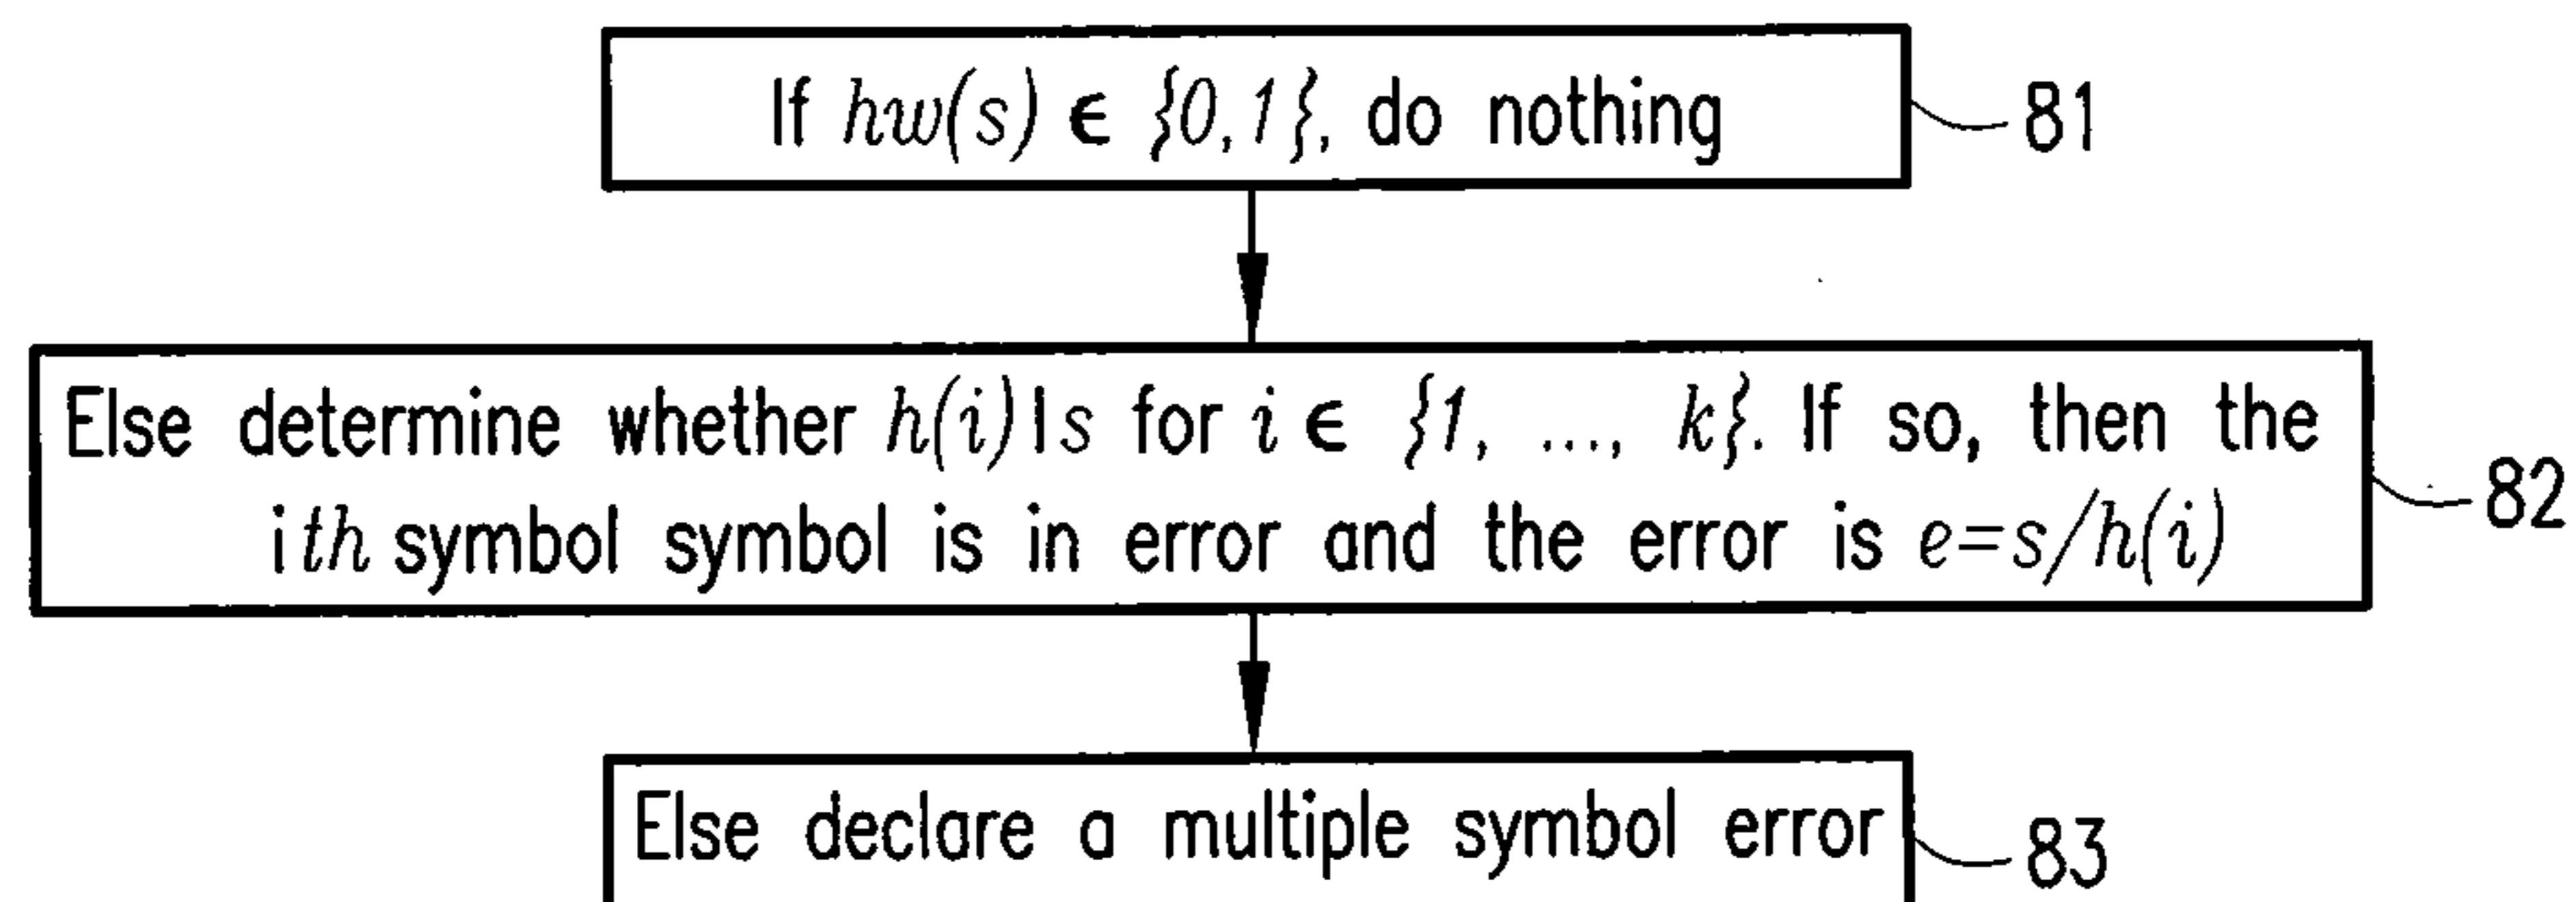 If hw(s) ϵ {0,1}, do nothing
81
Else determine whether h(i)|s for i ϵ {1, ..., k}. If so, then the
ith symbol symbol is in error and the error is e=s/h(i)
82
Else declare a multiple symbol error
83